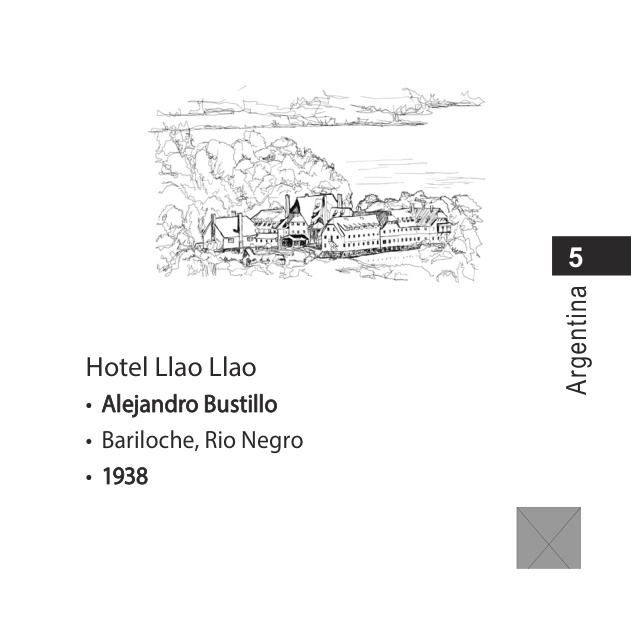 5
Argentina
Hotel Llao Llao
• Alejandro Bustillo
• Bariloche, Rio Negro
• 1938